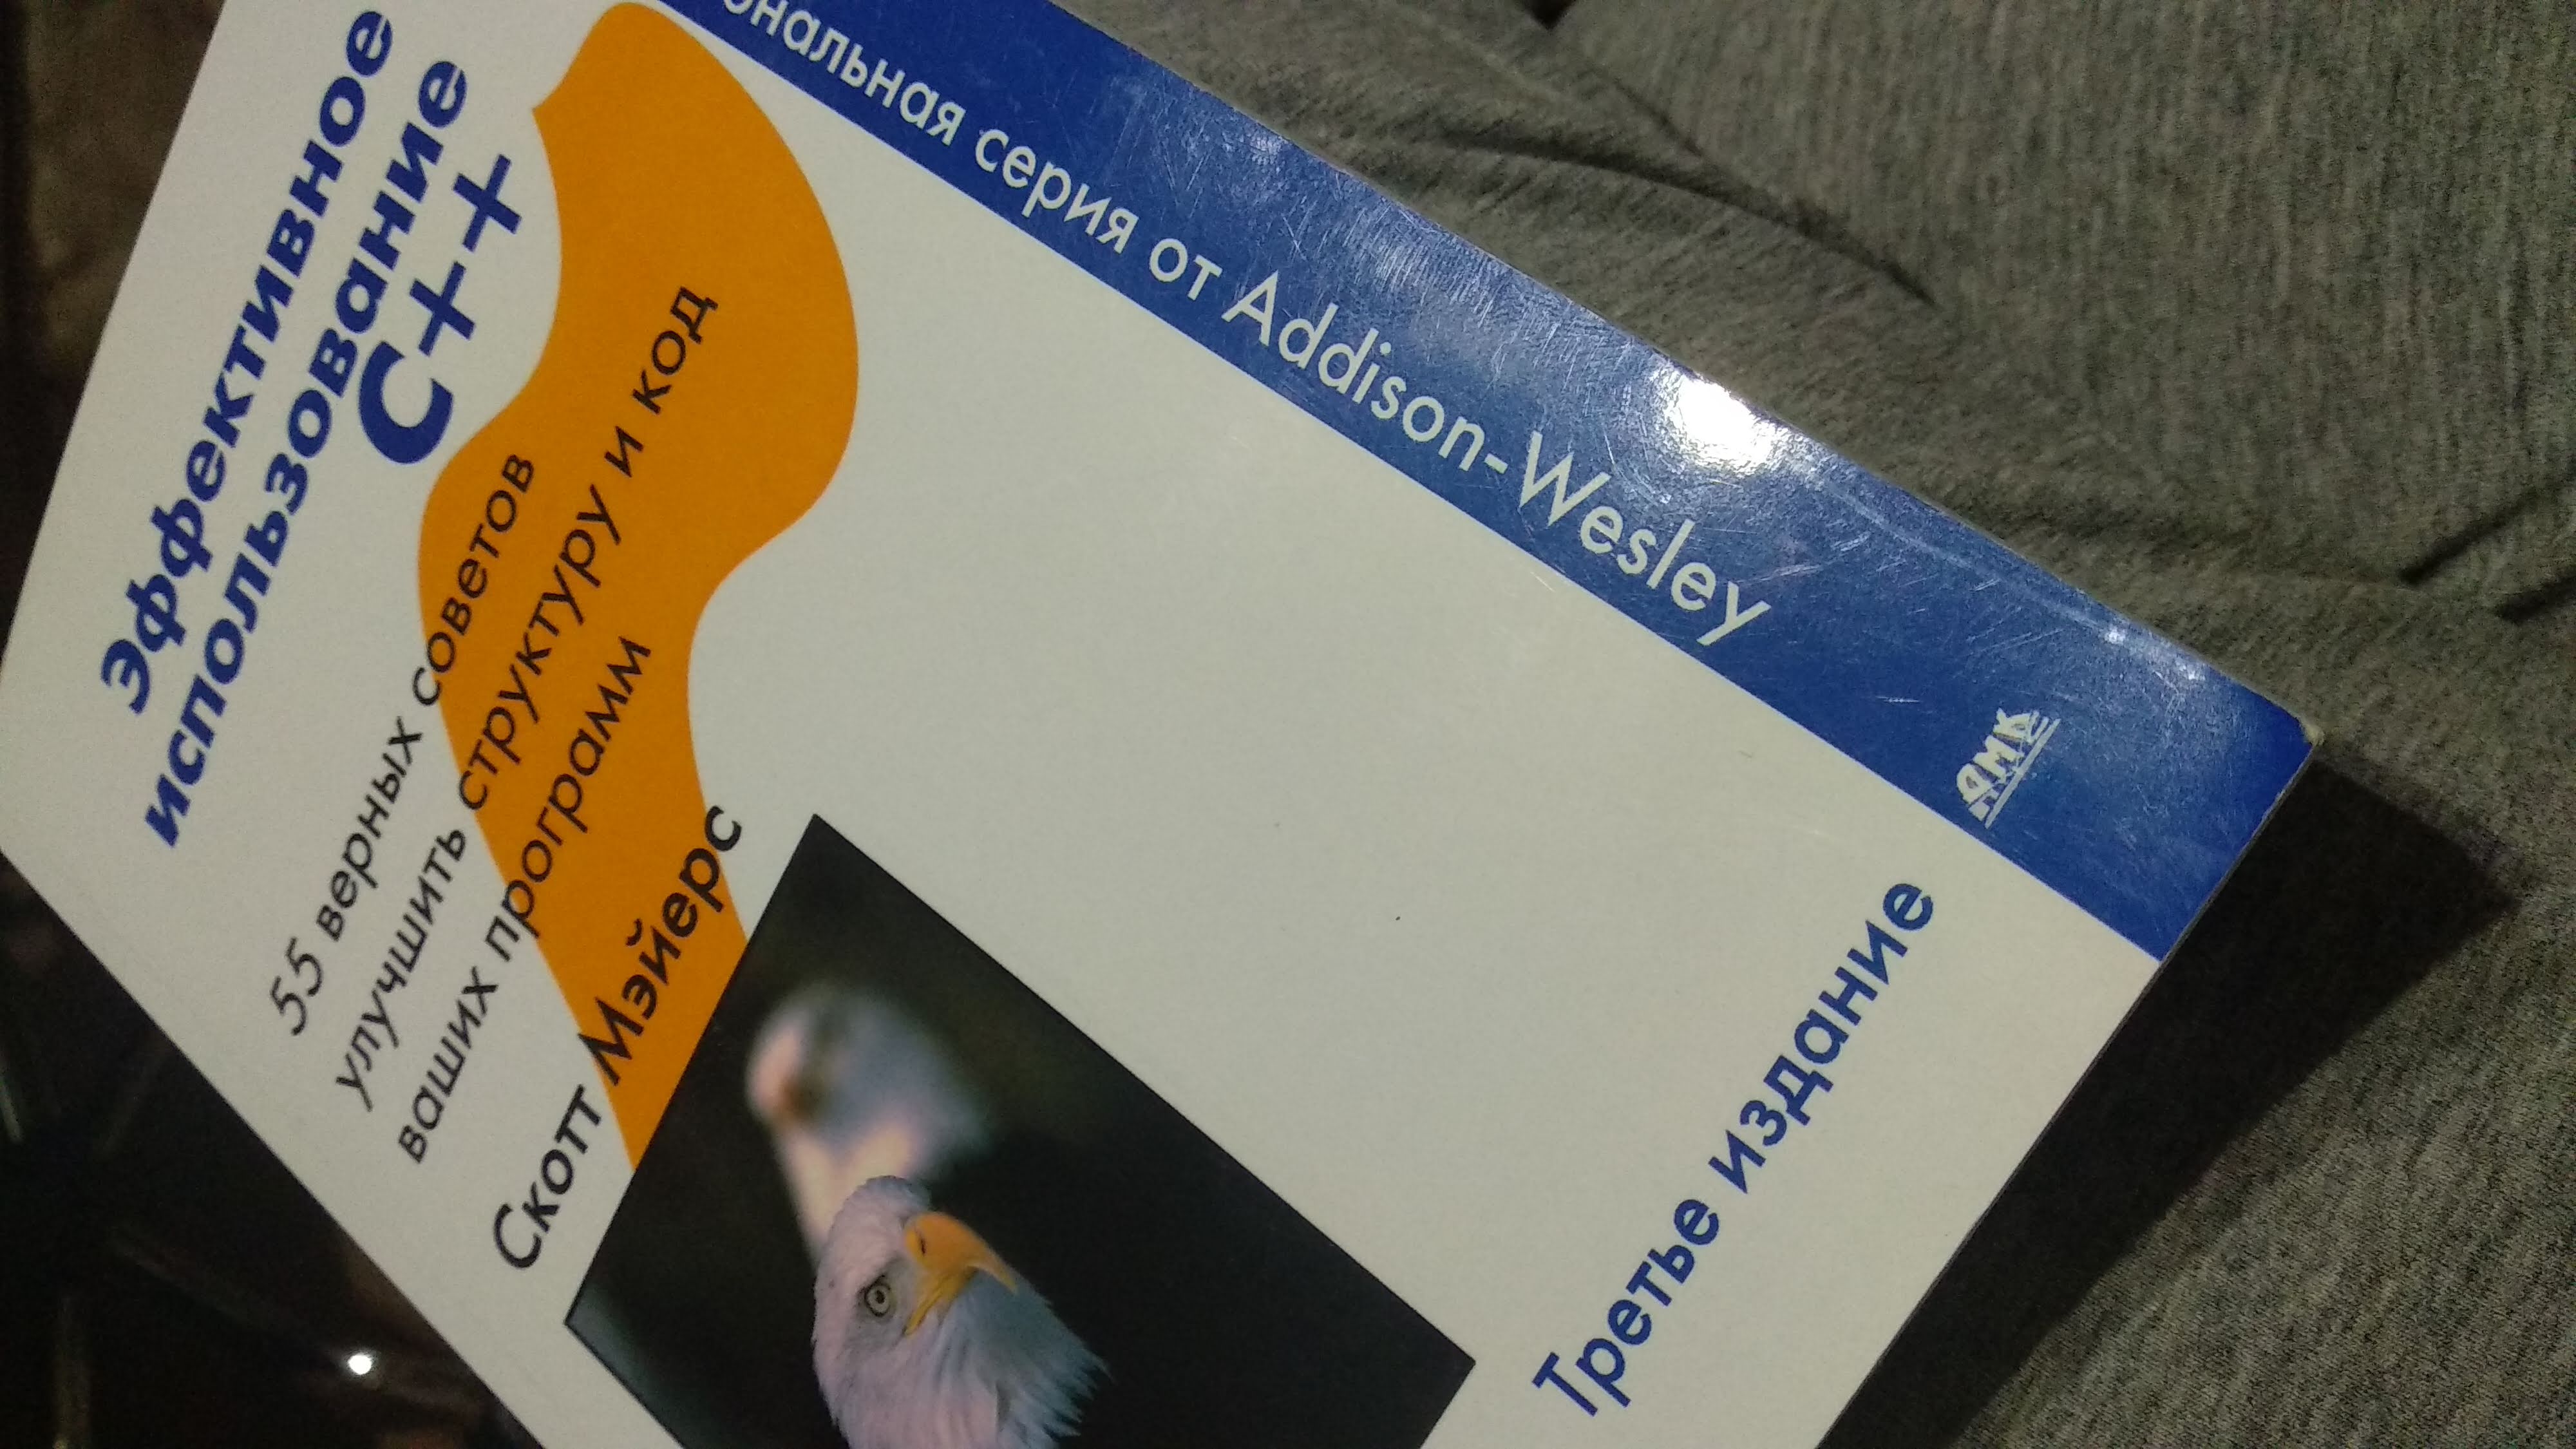 Эффективное
использование
C++
55 верных советов
улучшить структуру и код
ваших программ
Скотт Мэйерс
Третье издание
серия от Addison-Wesley
ДМК